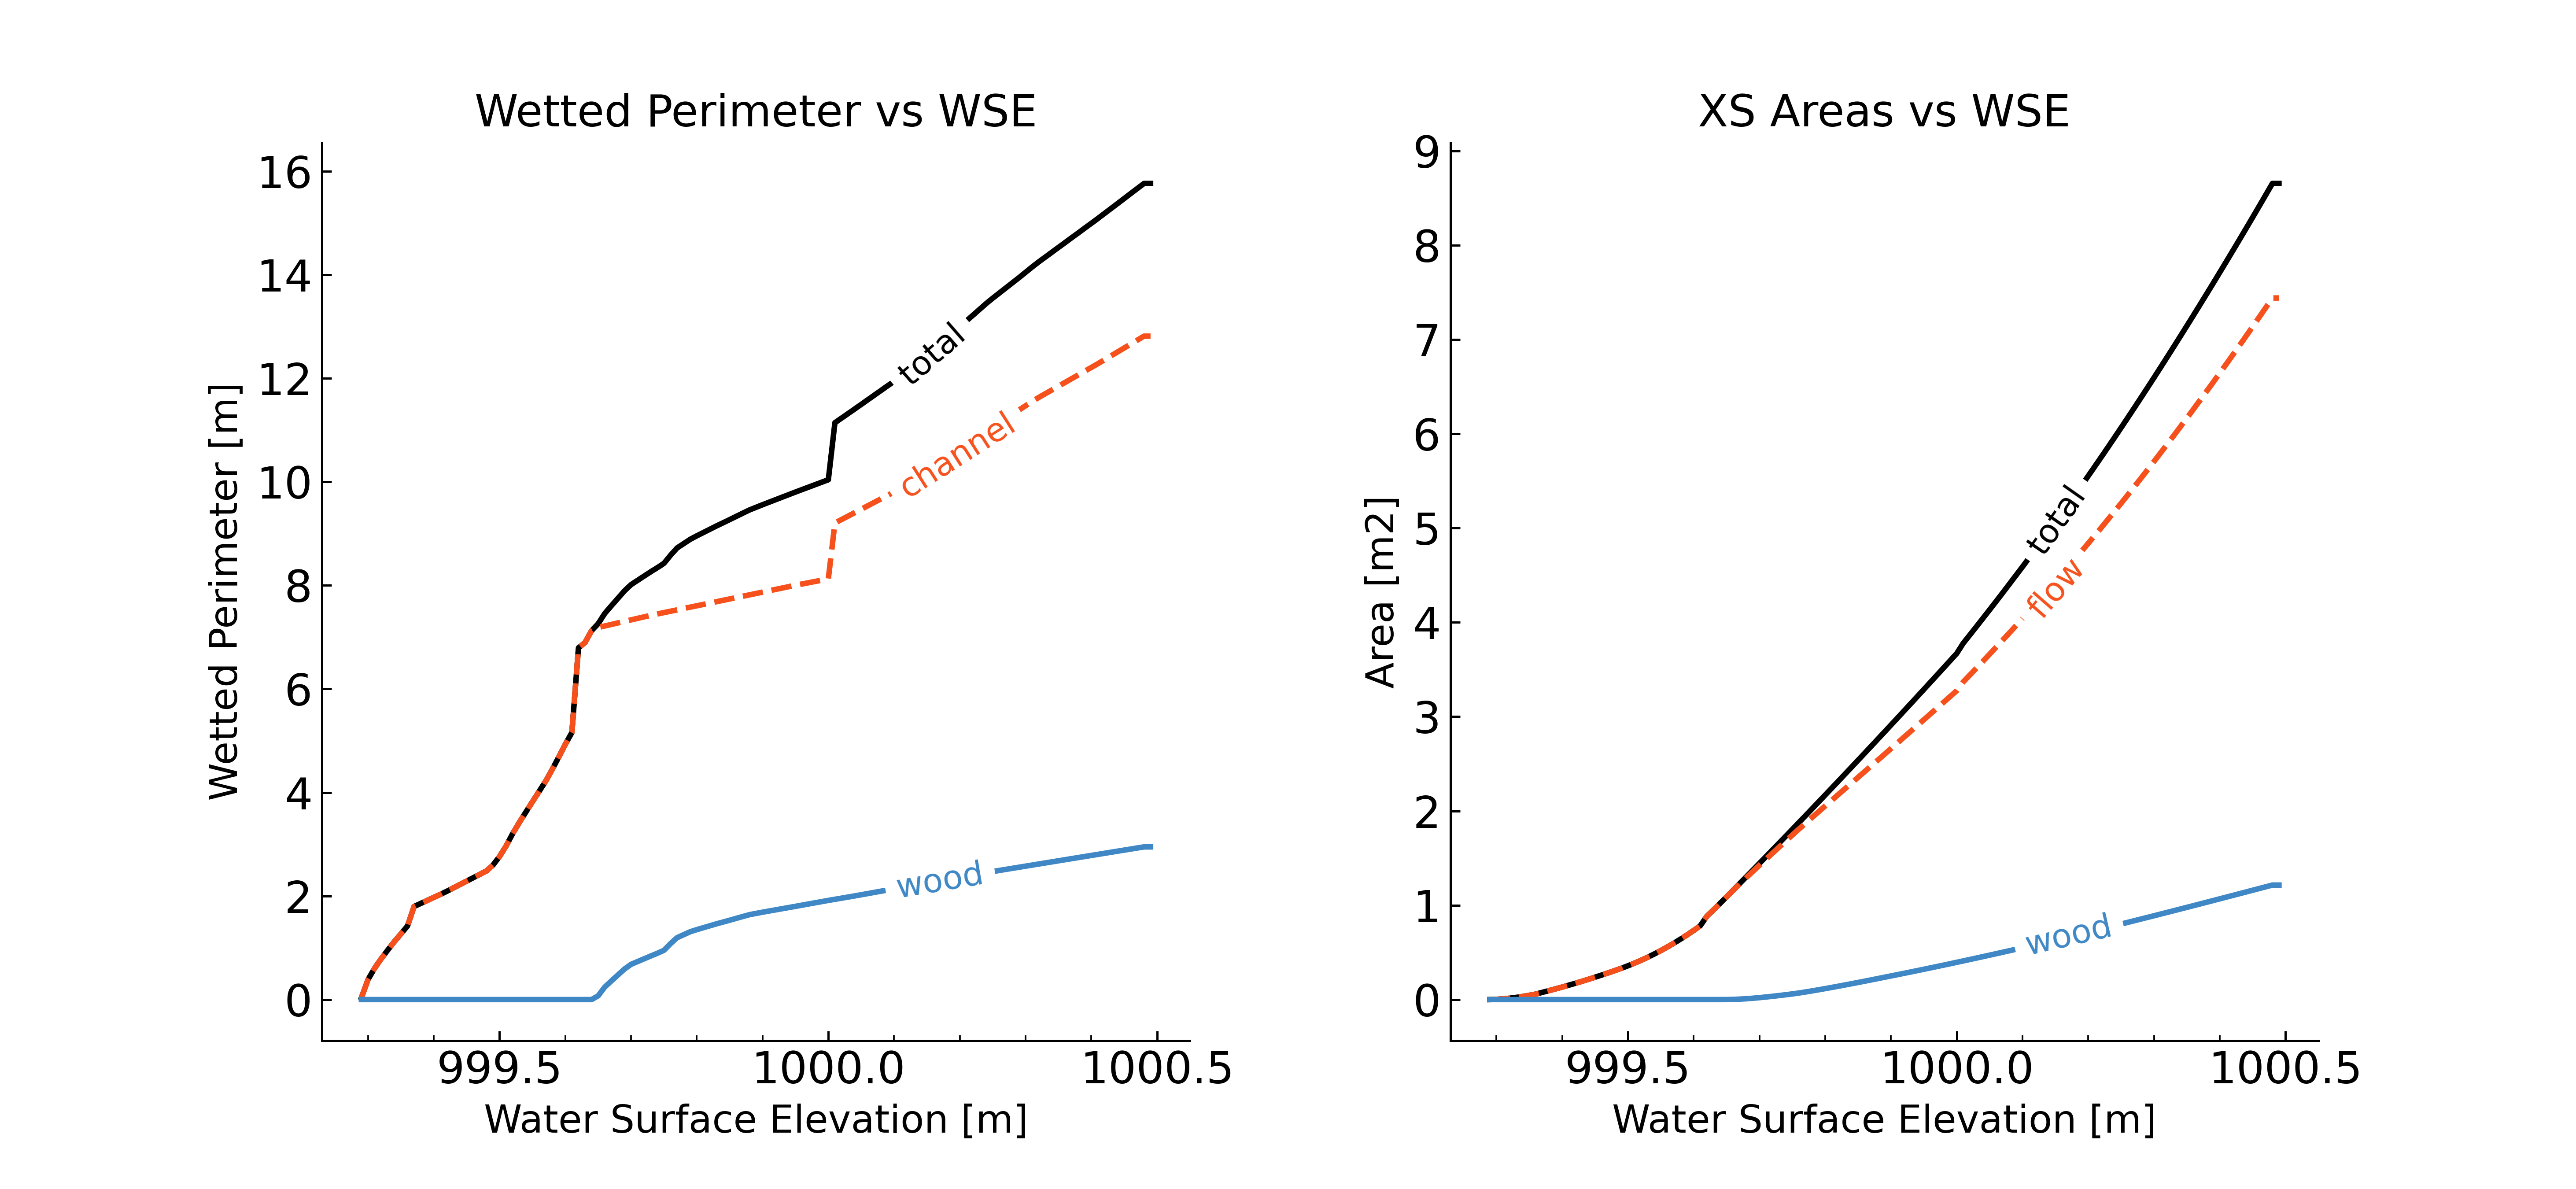 Wetted Perimeter vs WSE
Wetted Perimeter [m]
16
14
12
10
8
6
4
2
0
total
channel
wood
999.5 1000.0 1000.5
Water Surface Elevation [m]
XS Areas vs WSE
Area [m2]
9
8
7
6
5
4
3
2
1
0
total
flow
wood
999.5 1000.0 1000.5
Water Surface Elevation [m]